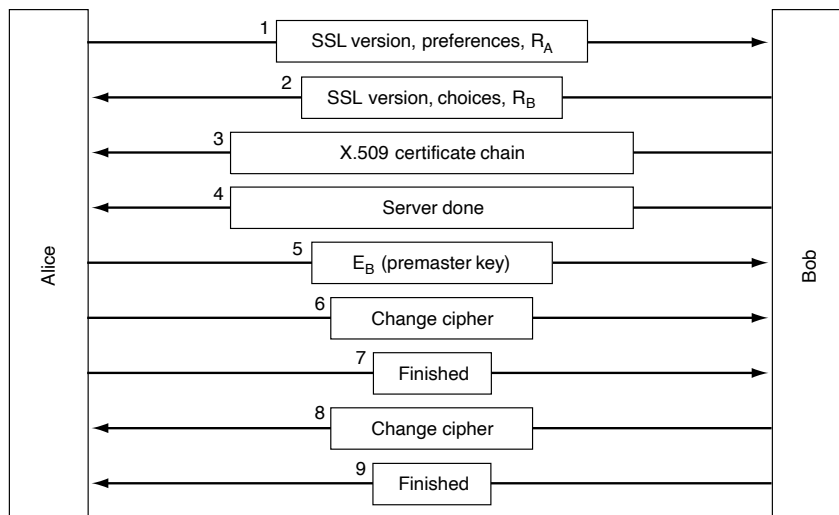 1
SSL version, preferences, R_A
2
SSL version, choices, R_B
3
X.509 certificate chain
4
Server done
Alice
Bob
5
E_B (premaster key)
6
Change cipher
7
Finished
8
Change cipher
9
Finished